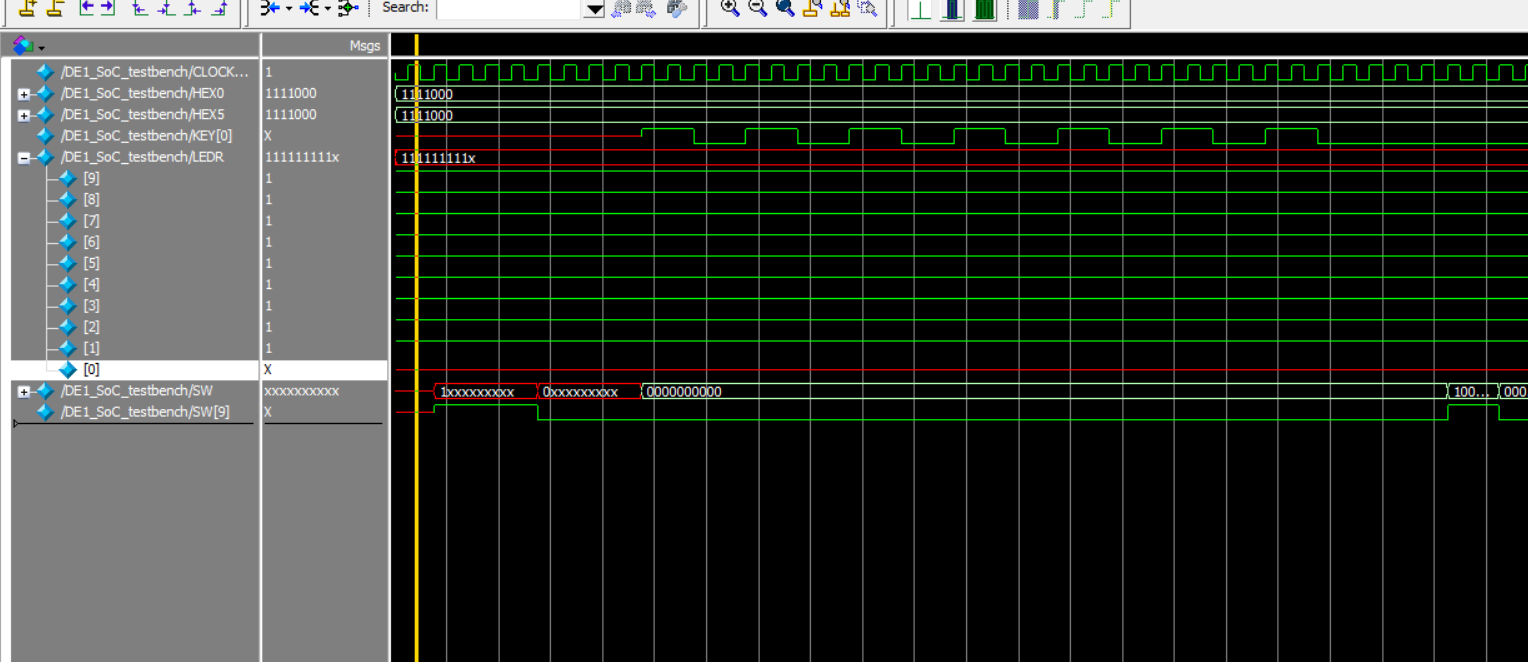 Search:
Msgs
/DE1_SoC_testbench/CLOCK... 1
/DE1_SoC_testbench/HEX0 1111000 1111000
/DE1_SoC_testbench/HEX5 1111000 1111000
/DE1_SoC_testbench/KEY[0] X
/DE1_SoC_testbench/LEDR 111111111x 111111111x
[9] 1
[8] 1
[7] 1
[6] 1
[5] 1
[4] 1
[3] 1
[2] 1
[1] 1
[0] X
/DE1_SoC_testbench/SW xxxxxxxxxx 1xxxxxxxxx 0xxxxxxxxx 0000000000 100... 000
/DE1_SoC_testbench/SW[9] X